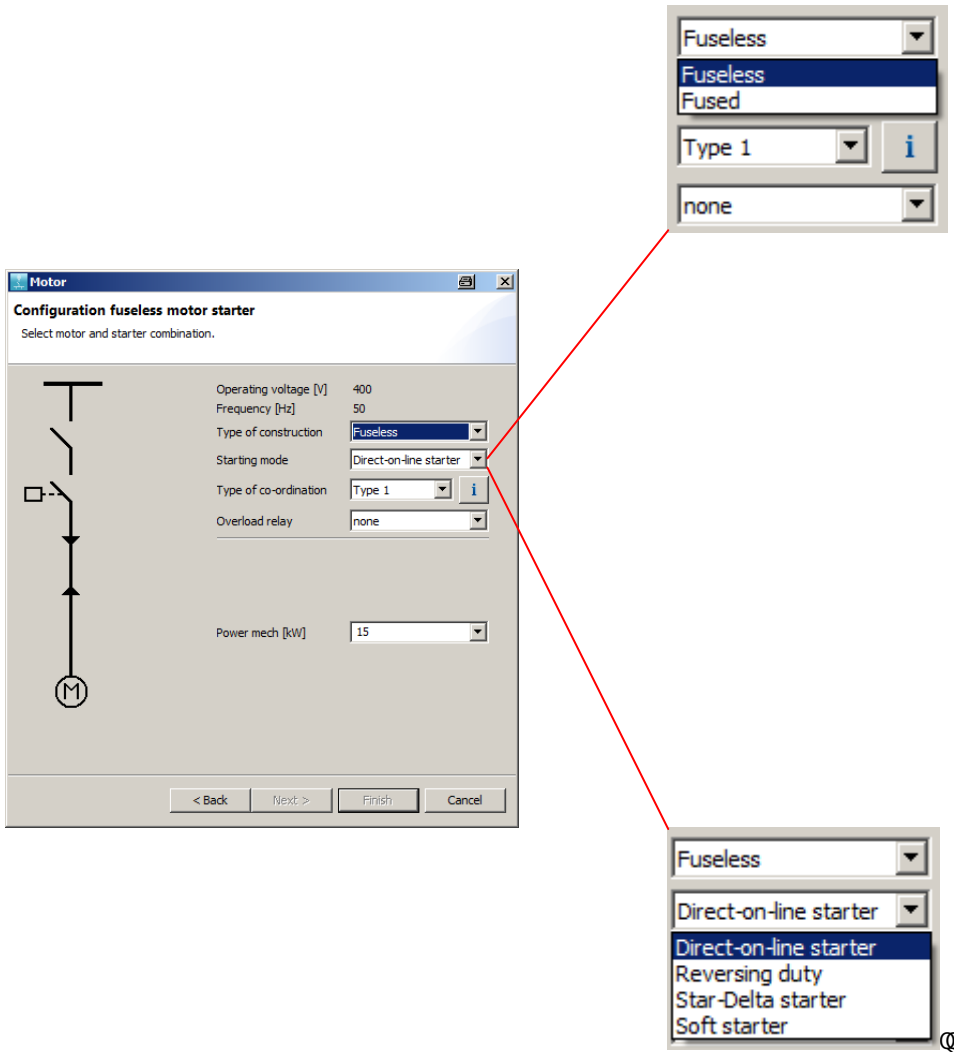 Fuseless
Fuseless
Fused
Type 1 i
none
Motor
Configuration fuseless motor starter
Select motor and starter combination.
Operating voltage [V] 400
Frequency [Hz] 50
Type of construction Fuseless
Starting mode Direct-on-line starter
Type of co-ordination Type 1 i
Overload relay none
Power mech [kW] 15
M
< Back Next > Finish Cancel
Fuseless
Direct-on-line starter
Direct-on-line starter
Reversing duty
Star-Delta starter
Soft starter